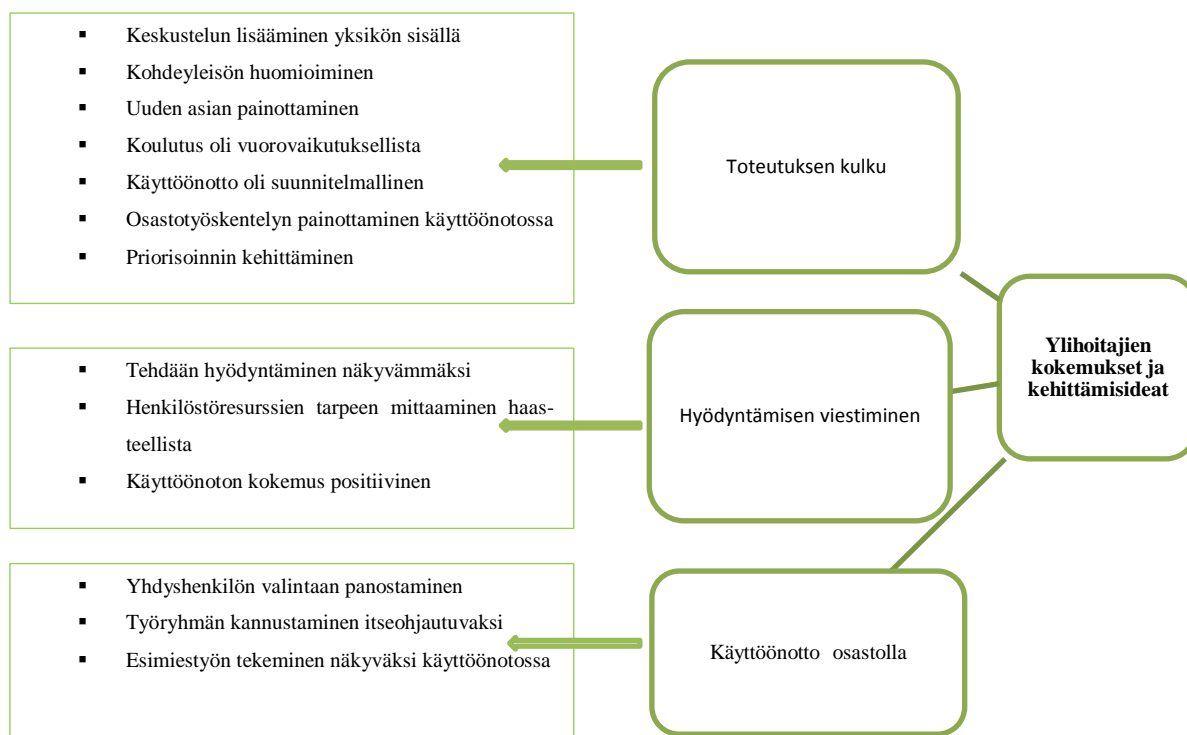 Keskustelun lisääminen yksikön sisällä
Kohdeyleisön huomioiminen
Uuden asian painottaminen
Koulutus oli vuorovaikutuksellista
Käyttöönotto oli suunnitelmallinen
Osastotyöskentelyn painottaminen käyttöönotossa
Priorisoinnin kehittäminen
Toteutuksen kulku
Tehdään hyödyntäminen näkyvämmäksi
Henkilöstöresurssien tarpeen mittaaminen haas-
teellista
Käyttöönoton kokemus positiivinen
Hyödyntämisen viestiminen
Yhdyshenkilön valintaan panostaminen
Työryhmän kannustaminen itseohjautuvaksi
Esimiestyön tekeminen näkyväksi käyttöönotossa
Käyttöönotto osastolla
Ylihoitajien
kokemukset ja
kehittämisideat